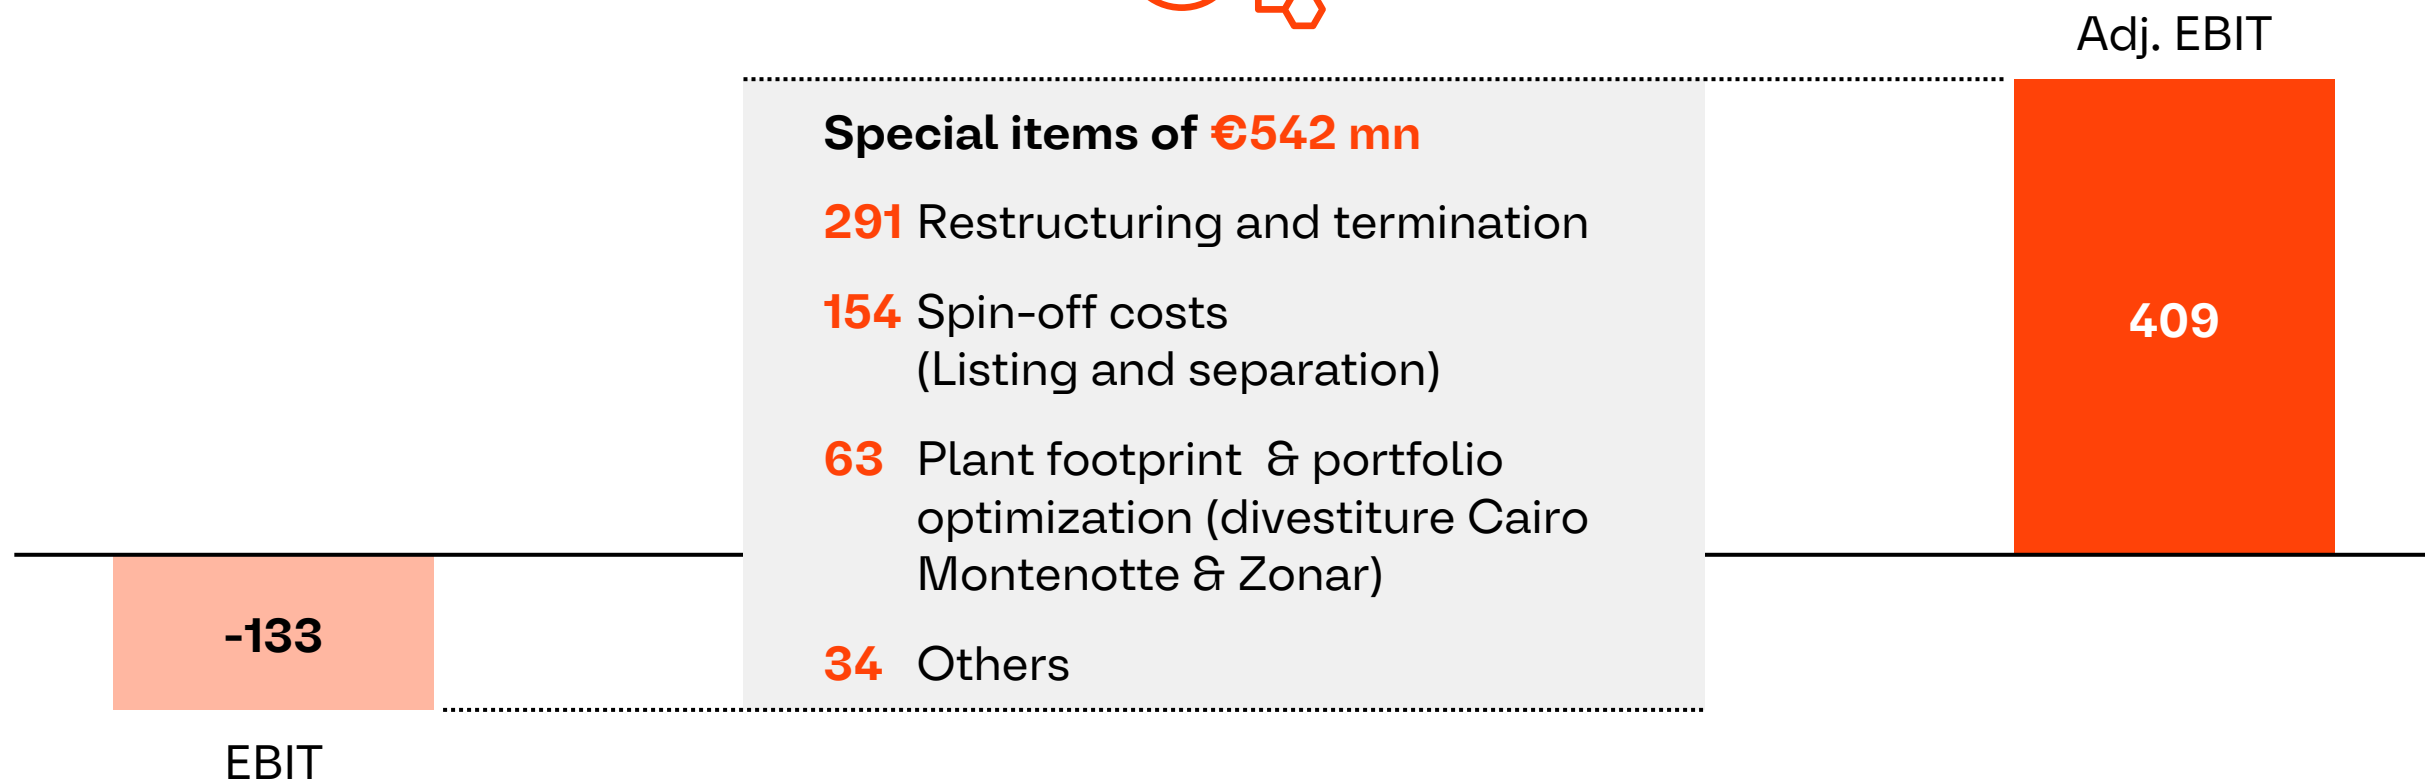 Adj. EBIT
Special items of €542 mn
291 Restructuring and termination
154 Spin-off costs
(Listing and separation)
63 Plant footprint & portfolio
optimization (divestiture Cairo
Montenotte & Zonar)
34 Others
409
-133
EBIT